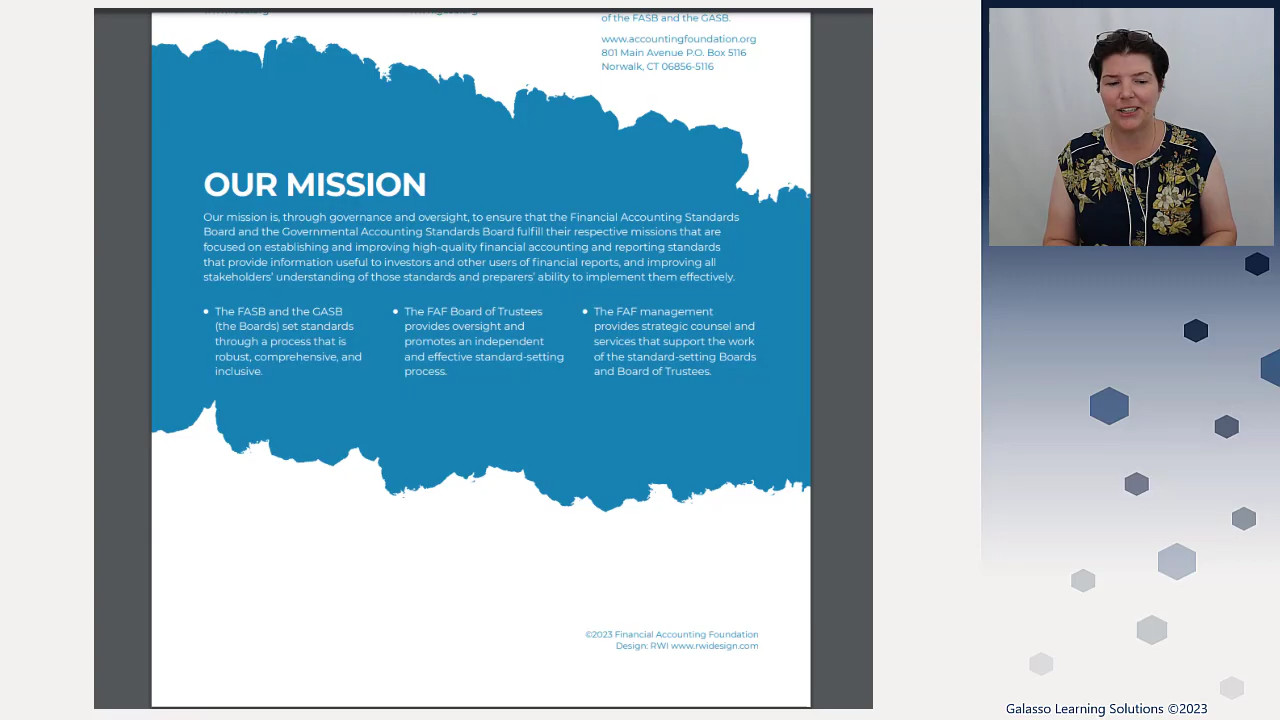 of the FASB and the GASB.
www.accountingfoundation.org
801 Main Avenue P.O. Box 5116
Norwalk, CT 06856-5116
OUR MISSION
Our mission is, through governance and oversight, to ensure that the Financial Accounting Standards
Board and the Governmental Accounting Standards Board fulfill their respective missions that are
focused on establishing and improving high-quality financial accounting and reporting standards
that provide information useful to investors and other users of financial reports, and improving all
stakeholders’ understanding of those standards and preparers’ ability to implement them effectively.
• The FASB and the GASB
(the Boards) set standards
through a process that is
robust, comprehensive, and
inclusive.
• The FAF Board of Trustees
provides oversight and
promotes an independent
and effective standard-setting
process.
• The FAF management
provides strategic counsel and
services that support the work
of the standard-setting Boards
and Board of Trustees.
©2023 Financial Accounting Foundation
Design: RWI www.rwidesign.com
Galasso Learning Solutions ©2023